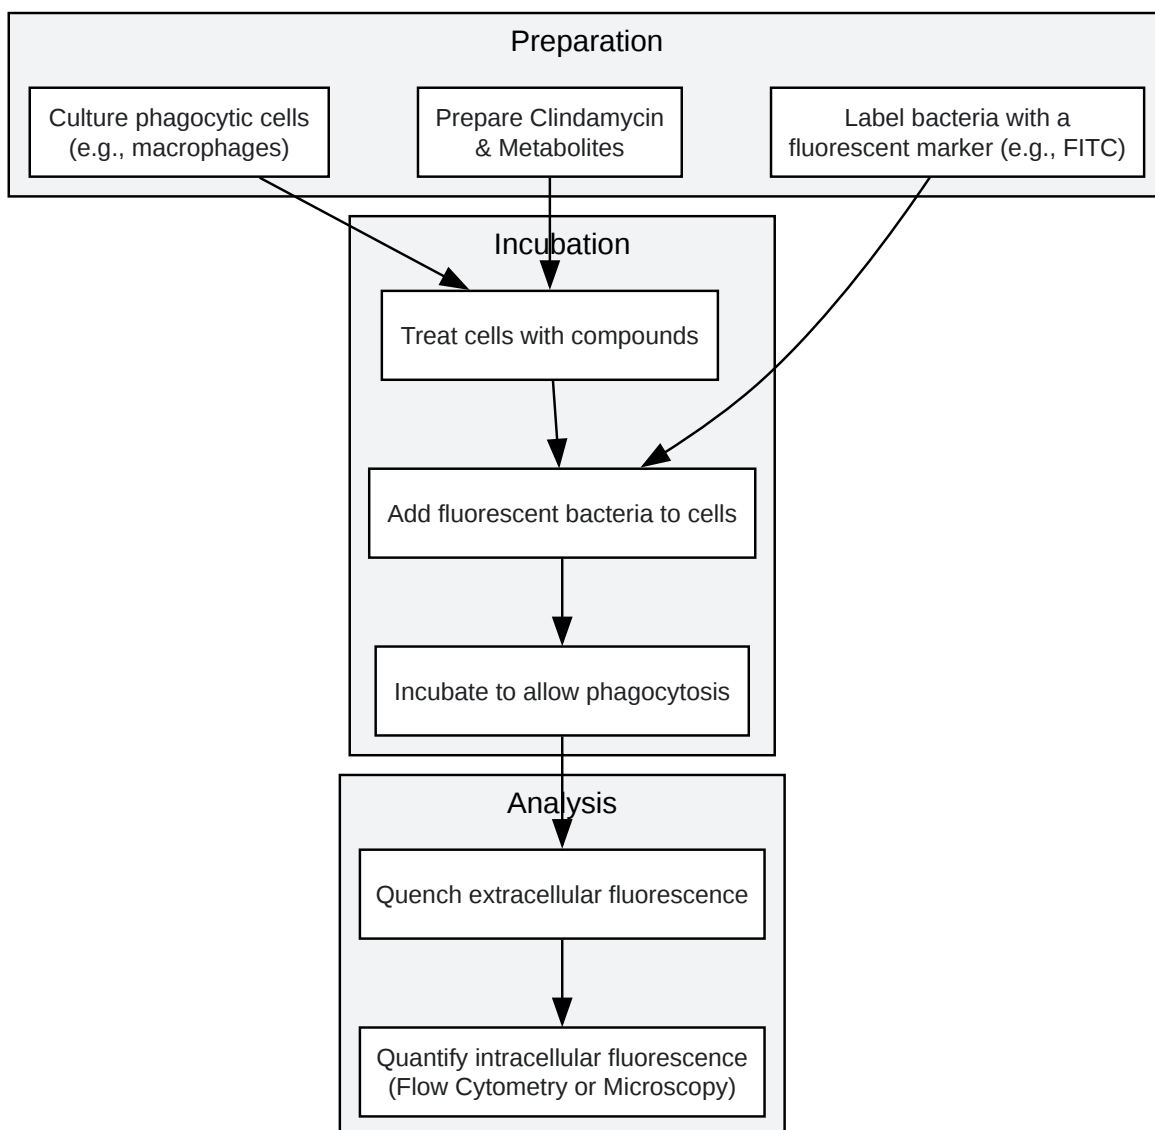 Preparation
Culture phagocytic cells
(e.g., macrophages)
Prepare Clindamycin
& Metabolites
Label bacteria with a
fluorescent marker (e.g., FITC)
Incubation
Treat cells with compounds
Add fluorescent bacteria to cells
Incubate to allow phagocytosis
Analysis
Quench extracellular fluorescence
Quantify intracellular fluorescence
(Flow Cytometry or Microscopy)